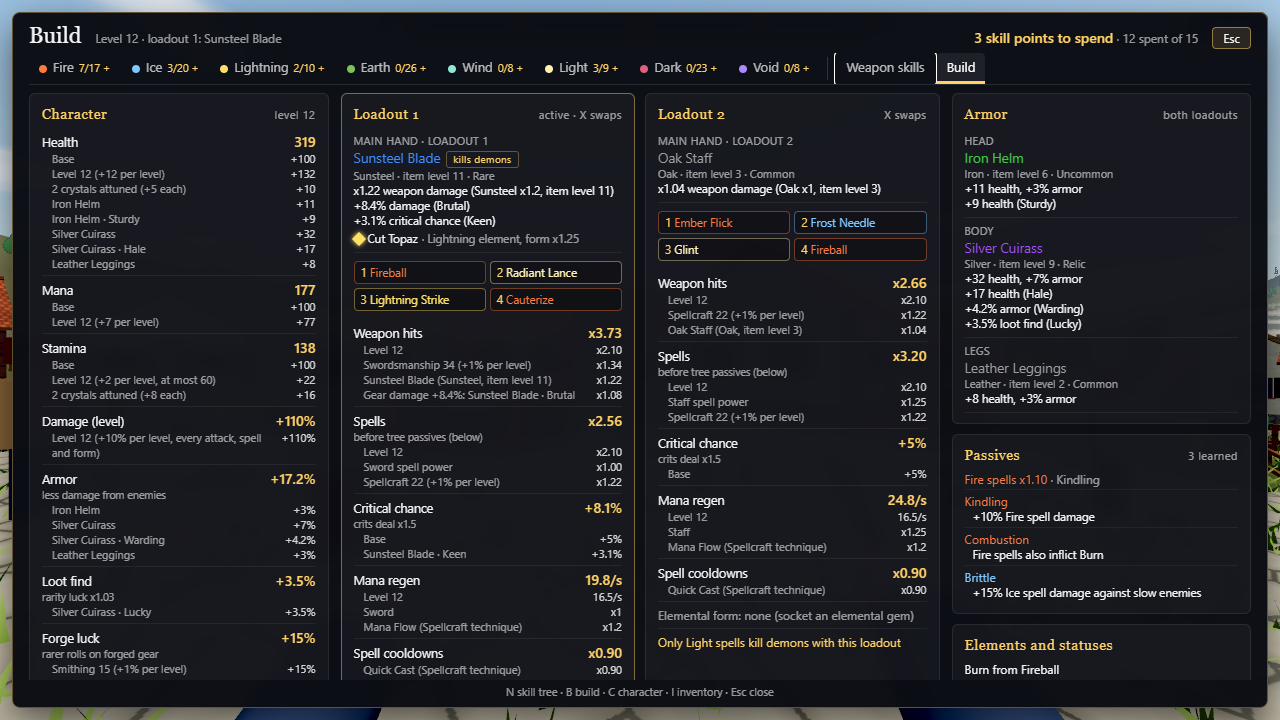 Build Level 12 · loadout 1: Sunsteel Blade
3 skill points to spend · 12 spent of 15 Esc
Fire 7/17 + Ice 3/20 + Lightning 2/10 + Earth 0/26 + Wind 0/8 + Light 3/9 + Dark 0/23 + Void 0/8 + Weapon skills Build
Character level 12
Health 319
Base +100
Level 12 (+12 per level) +132
2 crystals attuned (+5 each) +10
Iron Helm +11
Iron Helm · Sturdy +9
Silver Cuirass +32
Silver Cuirass · Hale +17
Leather Leggings +8
Mana 177
Base +100
Level 12 (+7 per level) +77
Stamina 138
Base +100
Level 12 (+2 per level, at most 60) +22
2 crystals attuned (+8 each) +16
Damage (level) +110%
Level 12 (+10% per level, every attack, spell +110%
and form)
Armor +17.2%
less damage from enemies
Iron Helm +3%
Silver Cuirass +7%
Silver Cuirass · Warding +4.2%
Leather Leggings +3%
Loot find +3.5%
rarity luck x1.03
Silver Cuirass · Lucky +3.5%
Forge luck +15%
rarer rolls on forged gear
Smithing 15 (+1% per level) +15%
Loadout 1 active · X swaps
MAIN HAND · LOADOUT 1
Sunsteel Blade kills demons
Sunsteel · item level 11 · Rare
x1.22 weapon damage (Sunsteel x1.2, item level 11)
+8.4% damage (Brutal)
+3.1% critical chance (Keen)
Cut Topaz · Lightning element, form x1.25
1 Fireball 2 Radiant Lance
3 Lightning Strike 4 Cauterize
Weapon hits x3.73
Level 12 x2.10
Swordsmanship 34 (+1% per level) x1.34
Sunsteel Blade (Sunsteel, item level 11) x1.22
Gear damage +8.4%: Sunsteel Blade · Brutal x1.08
Spells x2.56
before tree passives (below)
Level 12 x2.10
Sword spell power x1.00
Spellcraft 22 (+1% per level) x1.22
Critical chance +8.1%
crits deal x1.5
Base +5%
Sunsteel Blade · Keen +3.1%
Mana regen 19.8/s
Level 12 16.5/s
Sword x1
Mana Flow (Spellcraft technique) x1.2
Spell cooldowns x0.90
Quick Cast (Spellcraft technique) x0.90
Loadout 2 X swaps
MAIN HAND · LOADOUT 2
Oak Staff
Oak · item level 3 · Common
x1.04 weapon damage (Oak x1, item level 3)
1 Ember Flick 2 Frost Needle
3 Glint 4 Fireball
Weapon hits x2.66
Level 12 x2.10
Spellcraft 22 (+1% per level) x1.22
Oak Staff (Oak, item level 3) x1.04
Spells x3.20
before tree passives (below)
Level 12 x2.10
Staff spell power x1.25
Spellcraft 22 (+1% per level) x1.22
Critical chance +5%
crits deal x1.5
Base +5%
Mana regen 24.8/s
Level 12 16.5/s
Staff x1.25
Mana Flow (Spellcraft technique) x1.2
Spell cooldowns x0.90
Quick Cast (Spellcraft technique) x0.90
Elemental form: none (socket an elemental gem)
Only Light spells kill demons with this loadout
Armor both loadouts
HEAD
Iron Helm
Iron · item level 6 · Uncommon
+11 health, +3% armor
+9 health (Sturdy)
BODY
Silver Cuirass
Silver · item level 9 · Relic
+32 health, +7% armor
+17 health (Hale)
+4.2% armor (Warding)
+3.5% loot find (Lucky)
LEGS
Leather Leggings
Leather · item level 2 · Common
+8 health, +3% armor
Passives 3 learned
Fire spells x1.10 · Kindling
Kindling
+10% Fire spell damage
Combustion
Fire spells also inflict Burn
Brittle
+15% Ice spell damage against slow enemies
Elements and statuses
Burn from Fireball
N skill tree · B build · C character · I inventory · Esc close